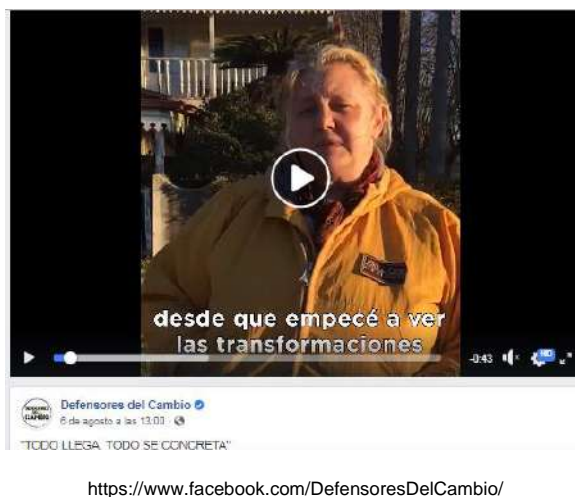 desde que empecé a ver
las transformaciones
-0:43
HD
Defensores del Cambio
6 de agosto a las 13:00 ·
"TODO LLEGA, TODO SE CONCRETA"
https://www.facebook.com/DefensoresDelCambio/